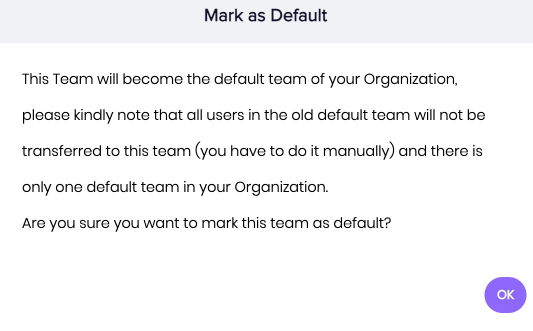 Mark as Default
This Team will become the default team of your Organization,
please kindly note that all users in the old default team will not be
transferred to this team (you have to do it manually) and there is
only one default team in your Organization.
Are you sure you want to mark this team as default?
OK